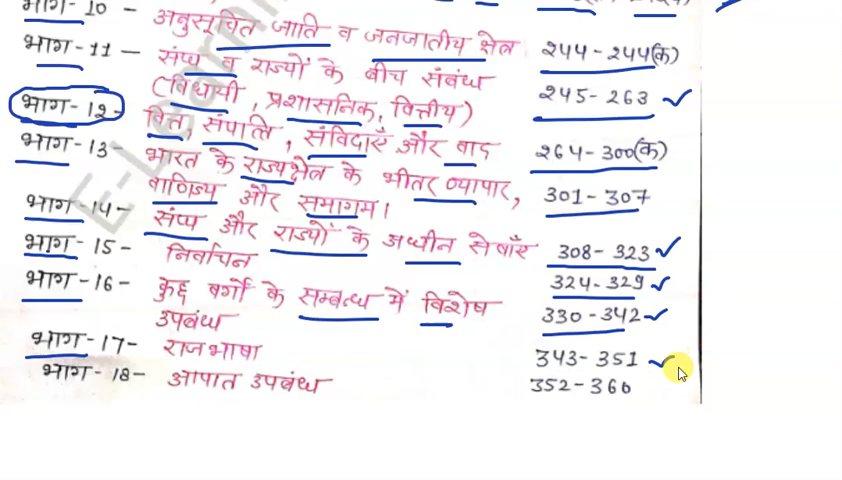 भाग-10 -
अनुसूचित जाति व जनजातीय क्षेत्र 244-244(क)
भाग-11 - संघ व राज्यों के बीच संबंध
(विधायी, प्रशासनिक, वित्तीय) 245-263
भाग-12- वित्त, संपत्ति, संविदाएँ और वाद 264-300(क)
भाग-13- भारत के राज्यक्षेत्र के भीतर व्यापार,
वाणिज्य और समागम। 301-307
भाग-14- संघ और राज्यों के अधीन सेवाएँ 308-323
भाग-15- निर्वाचन 324-329
भाग-16- कुछ वर्गों के सम्बन्ध में विशेष
उपबंध 330-342
भाग-17- राजभाषा 343-351
भाग-18- आपात उपबंध 352-360
E-Learni